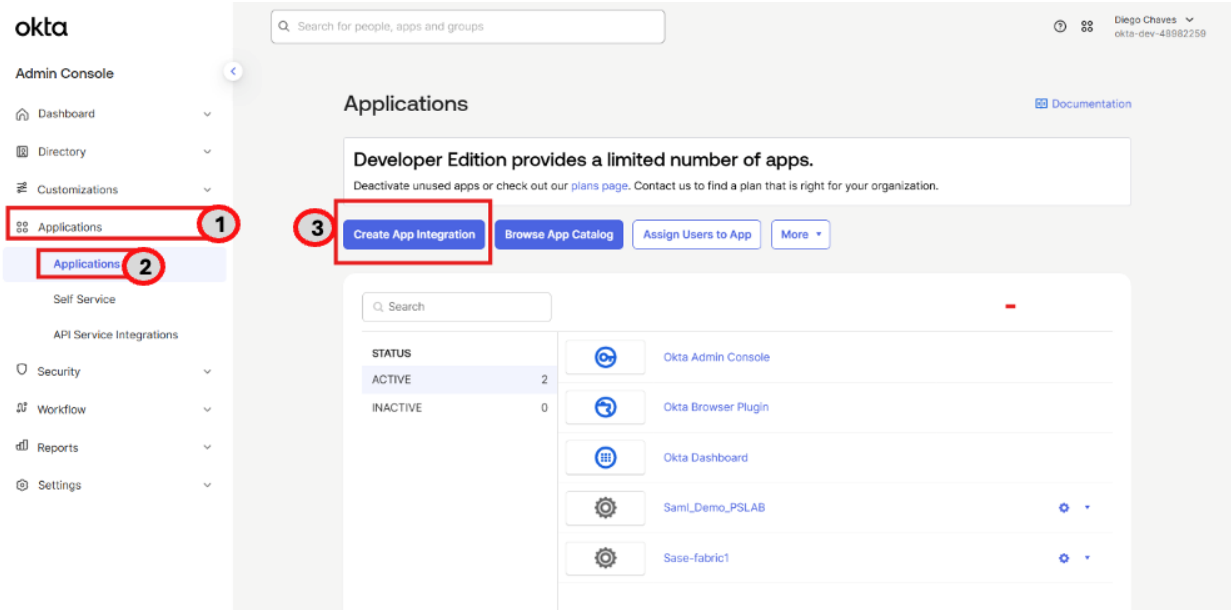 okta
Search for people, apps and groups
Diego Chaves
okta-dev-48982259
Admin Console
Dashboard
Directory
Customizations
Applications
1
Applications
2
Self Service
API Service Integrations
Security
Workflow
Reports
Settings
Applications
Documentation
Developer Edition provides a limited number of apps.
Deactivate unused apps or check out our plans page. Contact us to find a plan that is right for your organization.
3
Create App Integration
Browse App Catalog
Assign Users to App
More
Search
STATUS
ACTIVE 2
INACTIVE 0
Okta Admin Console
Okta Browser Plugin
Okta Dashboard
Saml_Demo_PSLAB
Sase-fabric1